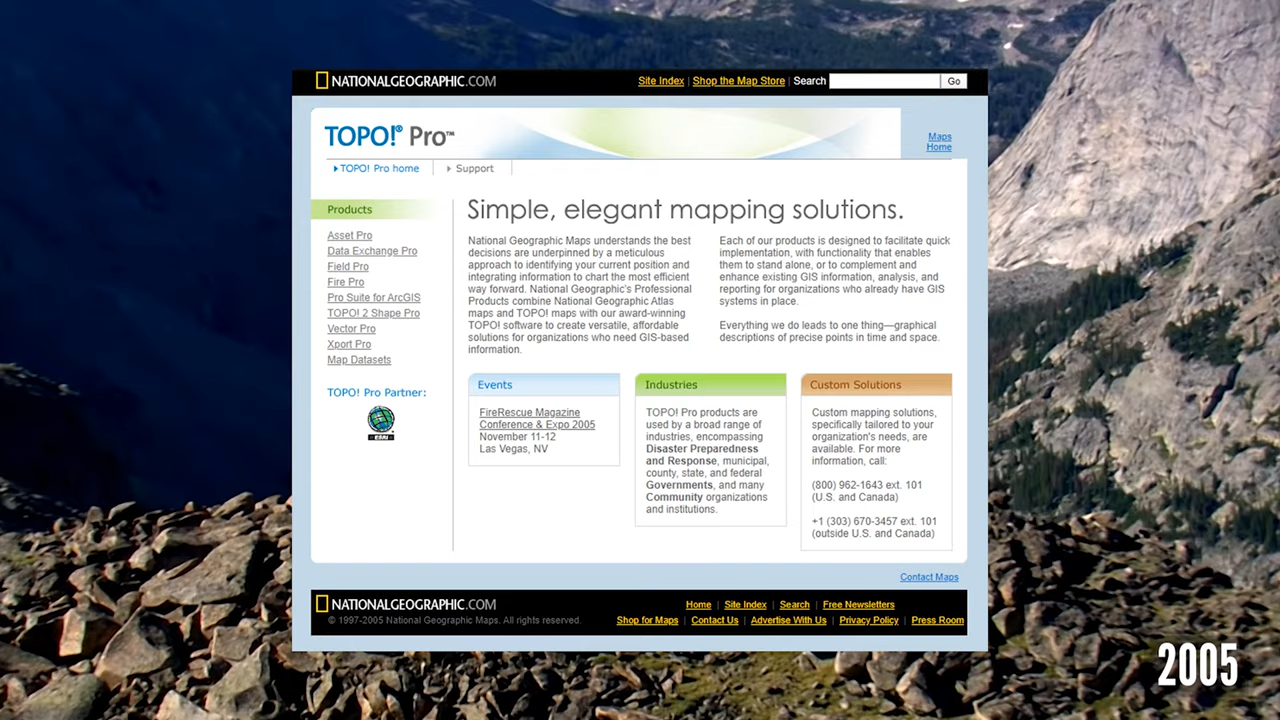 NATIONALGEOGRAPHIC.COM
Site Index | Shop the Map Store | Search Go
TOPO!® Pro™
Maps
Home
TOPO! Pro home
Support
Products
Asset Pro
Data Exchange Pro
Field Pro
Fire Pro
Pro Suite for ArcGIS
TOPO! 2 Shape Pro
Vector Pro
Xport Pro
Map Datasets
TOPO! Pro Partner:
ESRI
Simple, elegant mapping solutions.
National Geographic Maps understands the best
decisions are underpinned by a meticulous
approach to identifying your current position and
integrating information to chart the most efficient
way forward. National Geographic's Professional
Products combine National Geographic Atlas
maps and TOPO! maps with our award-winning
TOPO! software to create versatile, affordable
solutions for organizations who need GIS-based
information.
Each of our products is designed to facilitate quick
implementation, with functionality that enables
them to stand alone, or to complement and
enhance existing GIS information, analysis, and
reporting for organizations who already have GIS
systems in place.
Everything we do leads to one thing—graphical
descriptions of precise points in time and space.
Events
FireRescue Magazine
Conference & Expo 2005
November 11-12
Las Vegas, NV
Industries
TOPO! Pro products are
used by a broad range of
industries, encompassing
Disaster Preparedness
and Response, municipal,
county, state, and federal
Governments, and many
Community organizations
and institutions.
Custom Solutions
Custom mapping solutions,
specifically tailored to your
organization's needs, are
available. For more
information, call:
(800) 962-1643 ext. 101
(U.S. and Canada)
+1 (303) 670-3457 ext. 101
(outside U.S. and Canada)
Contact Maps
NATIONALGEOGRAPHIC.COM
© 1997-2005 National Geographic Maps. All rights reserved.
Home | Site Index | Search | Free Newsletters
Shop for Maps | Contact Us | Advertise With Us | Privacy Policy | Press Room
2005